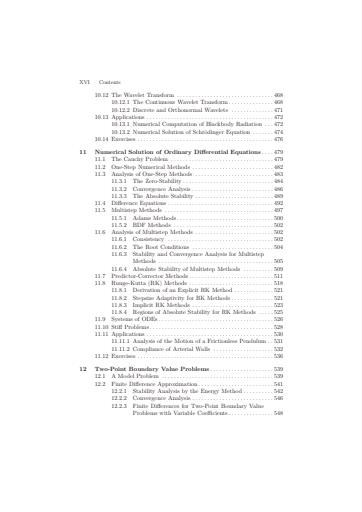 XVI Contents
10.12 The Wavelet Transform . . . . . . . . . . . . . . . . . . . . . . . . . . . . . . . 468
10.12.1 The Continuous Wavelet Transform . . . . . . . . . . . . . . 468
10.12.2 Discrete and Orthonormal Wavelets . . . . . . . . . . . . . 471
10.13 Applications . . . . . . . . . . . . . . . . . . . . . . . . . . . . . . . . . . . . . . . . 472
10.13.1 Numerical Computation of Blackbody Radiation . . 472
10.13.2 Numerical Solution of Schrödinger Equation . . . . . . 474
10.14 Exercises . . . . . . . . . . . . . . . . . . . . . . . . . . . . . . . . . . . . . . . . . . . 476
11 Numerical Solution of Ordinary Differential Equations . . . . 479
11.1 The Cauchy Problem . . . . . . . . . . . . . . . . . . . . . . . . . . . . . . . . . 479
11.2 One-Step Numerical Methods . . . . . . . . . . . . . . . . . . . . . . . . . 482
11.3 Analysis of One-Step Methods . . . . . . . . . . . . . . . . . . . . . . . . 483
11.3.1 The Zero-Stability . . . . . . . . . . . . . . . . . . . . . . . . . . . . 484
11.3.2 Convergence Analysis . . . . . . . . . . . . . . . . . . . . . . . . . 486
11.3.3 The Absolute Stability . . . . . . . . . . . . . . . . . . . . . . . . 489
11.4 Difference Equations . . . . . . . . . . . . . . . . . . . . . . . . . . . . . . . . . 492
11.5 Multistep Methods . . . . . . . . . . . . . . . . . . . . . . . . . . . . . . . . . . . 497
11.5.1 Adams Methods . . . . . . . . . . . . . . . . . . . . . . . . . . . . . . 500
11.5.2 BDF Methods . . . . . . . . . . . . . . . . . . . . . . . . . . . . . . . 502
11.6 Analysis of Multistep Methods . . . . . . . . . . . . . . . . . . . . . . . . 502
11.6.1 Consistency . . . . . . . . . . . . . . . . . . . . . . . . . . . . . . . . . 502
11.6.2 The Root Conditions . . . . . . . . . . . . . . . . . . . . . . . . . 504
11.6.3 Stability and Convergence Analysis for Multistep
Methods . . . . . . . . . . . . . . . . . . . . . . . . . . . . . . . . . . . . 505
11.6.4 Absolute Stability of Multistep Methods . . . . . . . . . 509
11.7 Predictor-Corrector Methods . . . . . . . . . . . . . . . . . . . . . . . . . . 511
11.8 Runge-Kutta (RK) Methods . . . . . . . . . . . . . . . . . . . . . . . . . . 518
11.8.1 Derivation of an Explicit RK Method . . . . . . . . . . . . 521
11.8.2 Stepsize Adaptivity for RK Methods . . . . . . . . . . . . 521
11.8.3 Implicit RK Methods . . . . . . . . . . . . . . . . . . . . . . . . . 523
11.8.4 Regions of Absolute Stability for RK Methods . . . . . 525
11.9 Systems of ODEs . . . . . . . . . . . . . . . . . . . . . . . . . . . . . . . . . . . . 526
11.10 Stiff Problems . . . . . . . . . . . . . . . . . . . . . . . . . . . . . . . . . . . . . . 528
11.11 Applications . . . . . . . . . . . . . . . . . . . . . . . . . . . . . . . . . . . . . . . . 530
11.11.1 Analysis of the Motion of a Frictionless Pendulum . . 531
11.11.2 Compliance of Arterial Walls . . . . . . . . . . . . . . . . . . 532
11.12 Exercises . . . . . . . . . . . . . . . . . . . . . . . . . . . . . . . . . . . . . . . . . . . 536
12 Two-Point Boundary Value Problems . . . . . . . . . . . . . . . . . . . . 539
12.1 A Model Problem . . . . . . . . . . . . . . . . . . . . . . . . . . . . . . . . . . . 539
12.2 Finite Difference Approximation . . . . . . . . . . . . . . . . . . . . . . . 541
12.2.1 Stability Analysis by the Energy Method . . . . . . . . . 542
12.2.2 Convergence Analysis . . . . . . . . . . . . . . . . . . . . . . . . . 546
12.2.3 Finite Differences for Two-Point Boundary Value
Problems with Variable Coefficients . . . . . . . . . . . . . . 548